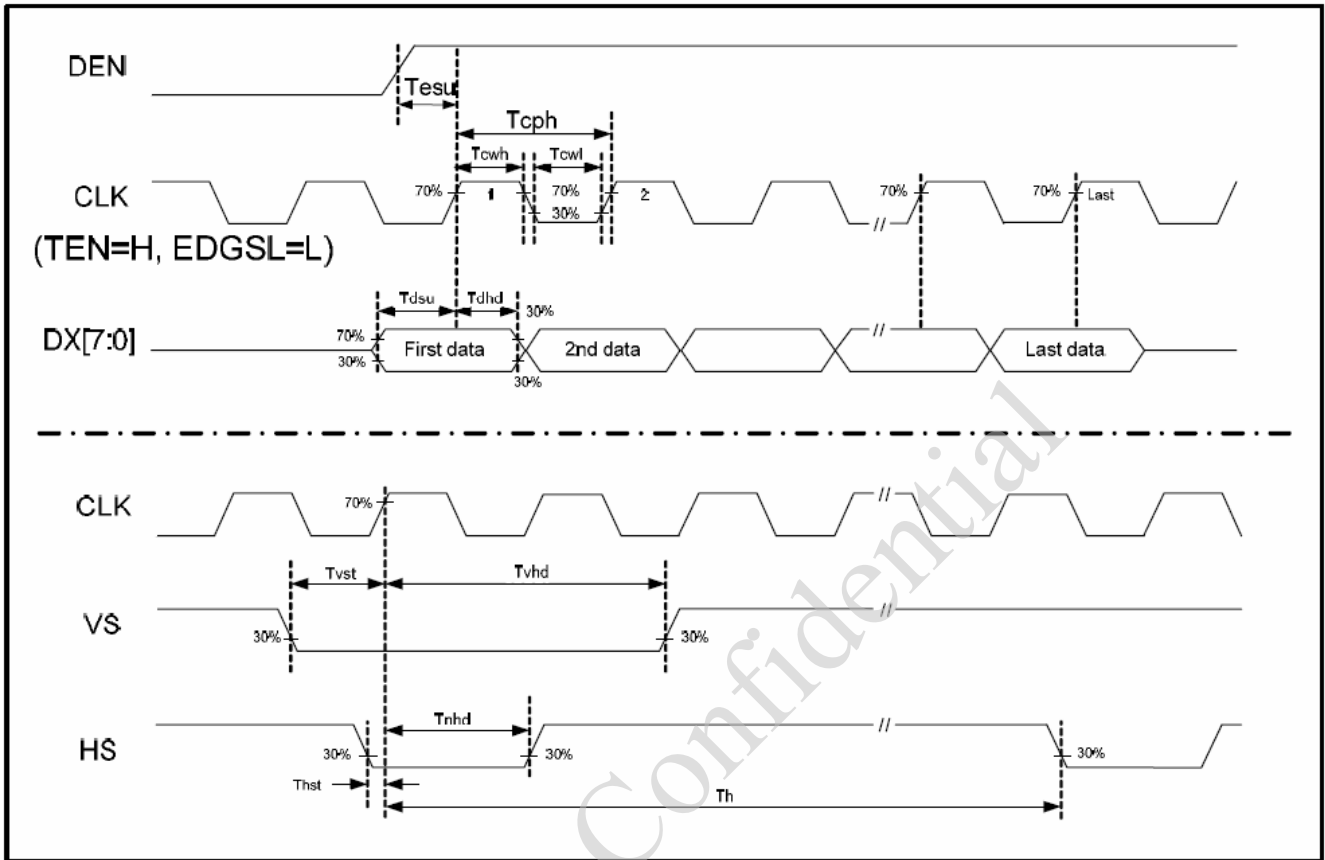 DEN
Tesu
Tcph
Tcwh Tcwl
CLK 70% 1 70% 2 70% 70% Last
30% //
(TEN=H, EDGSL=L)
Tdsu Tdhd 30%
DX[7:0] 70% First data 2nd data // Last data
30% 30%
CLK 70% //
Tvst Tvhd
VS 30% 30% //
Tnhd
HS 30% 30% // 30%
Thst Th
Confidential